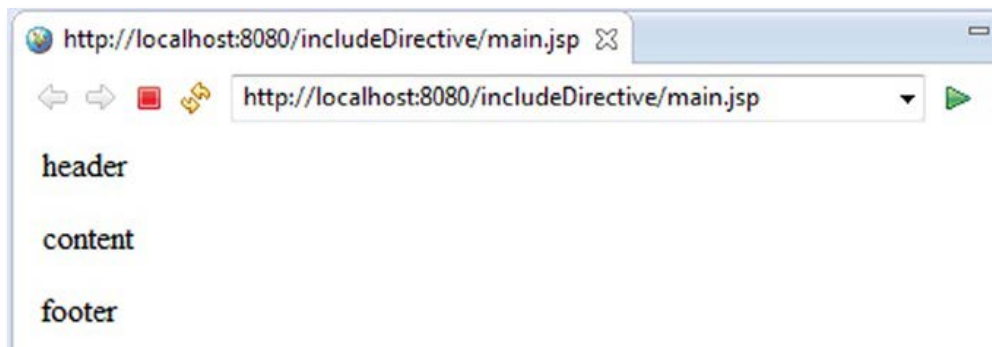 http://localhost:8080/includeDirective/main.jsp
http://localhost:8080/includeDirective/main.jsp
header
content
footer